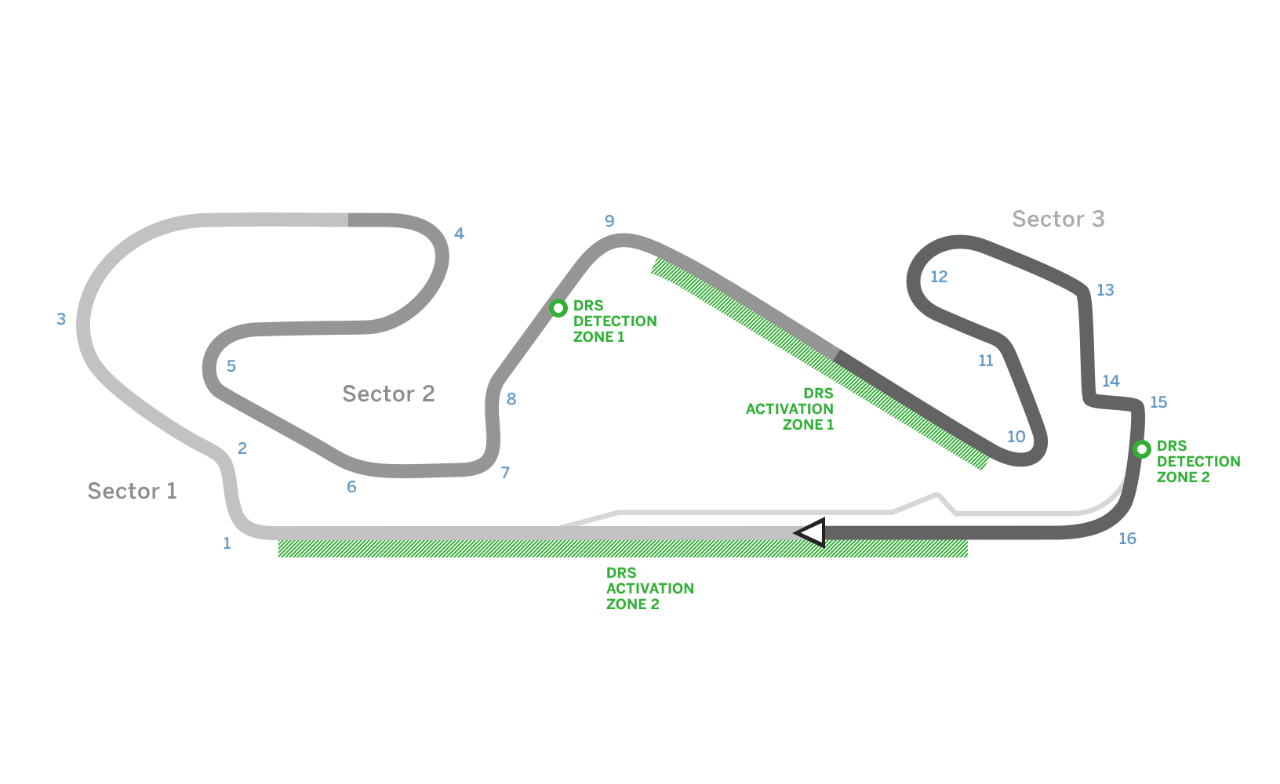 9
Sector 3
4
12
13
DRS
DETECTION
ZONE 1
3
5
11
14
Sector 2
DRS
ACTIVATION
ZONE 1
8
15
10
2
DRS
DETECTION
ZONE 2
7
6
Sector 1
1
16
DRS
ACTIVATION
ZONE 2